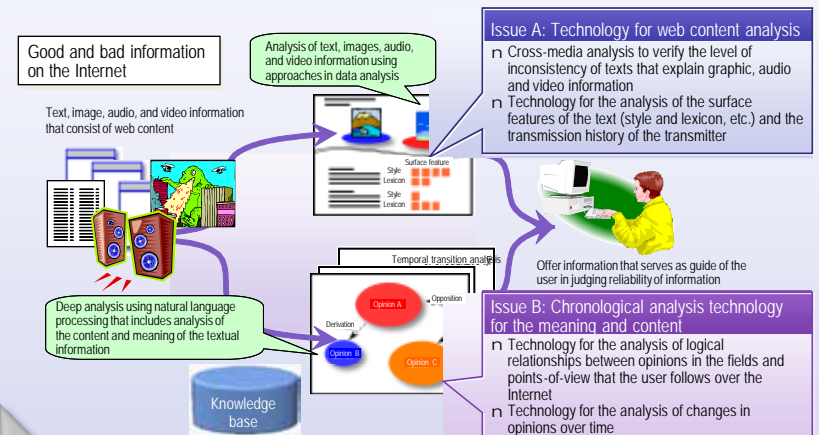 Good and bad information
on the Internet
Text, image, audio, and video information
that consist of web content
Analysis of text, images, audio,
and video information using
approaches in data analysis
Issue A: Technology for web content analysis
n Cross-media analysis to verify the level of
inconsistency of texts that explain graphic, audio
and video information
n Technology for the analysis of the surface
features of the text (style and lexicon, etc.) and the
transmission history of the transmitter
Surface feature
Style
Lexicon
Style
Lexicon
Offer information that serves as guide of the
user in judging reliability of information
Temporal transition analysis
Opinion A
Opposition
Derivation
Opinion B
Opinion C
Deep analysis using natural language
processing that includes analysis of
the content and meaning of the textual
information
Knowledge
base
Issue B: Chronological analysis technology
for the meaning and content
n Technology for the analysis of logical
relationships between opinions in the fields and
points-of-view that the user follows over the
Internet
n Technology for the analysis of changes in
opinions over time